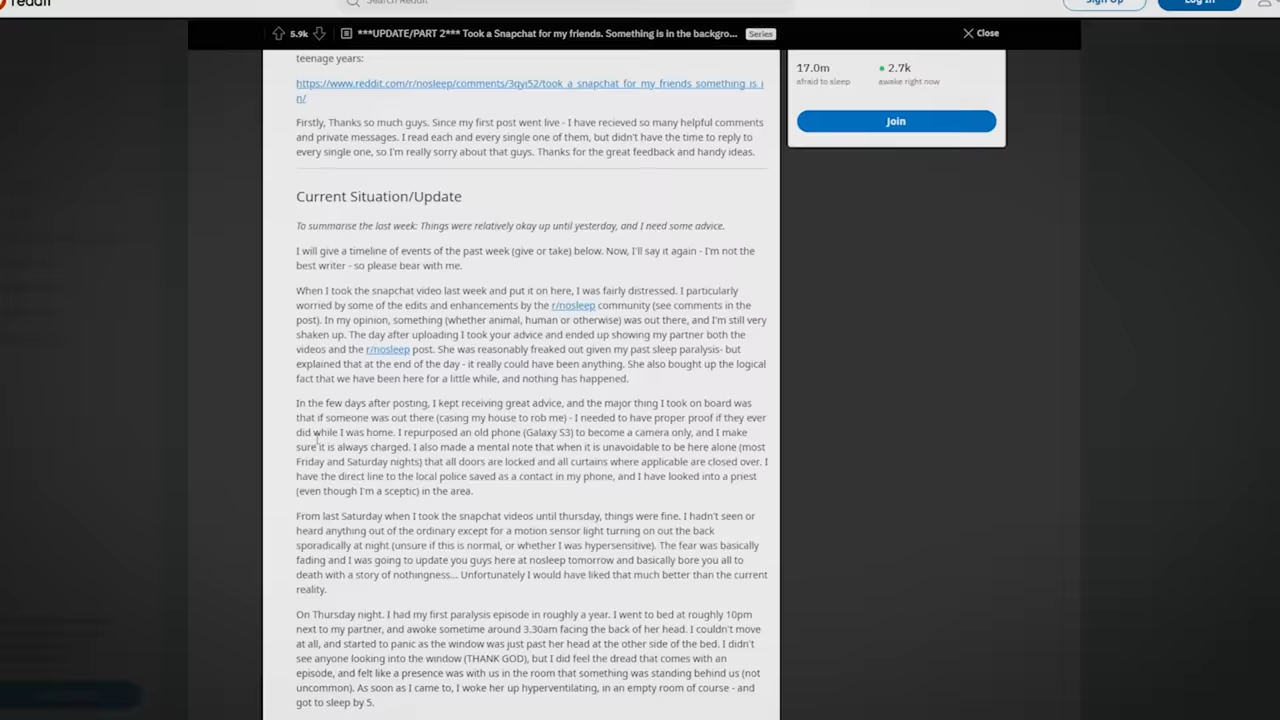 reddit
Search Reddit
Sign Up
Log In
5.9k
***UPDATE/PART 2*** Took a Snapchat for my friends. Something is in the backgro...
Series
Close
teenage years:
https://www.reddit.com/r/nosleep/comments/3qyi52/took_a_snapchat_for_my_friends_something_is_i
n/
Firstly, Thanks so much guys. Since my first post went live - I have recieved so many helpful comments
and private messages. I read each and every single one of them, but didn't have the time to reply to
every single one, so I'm really sorry about that guys. Thanks for the great feedback and handy ideas.
Current Situation/Update
To summarise the last week: Things were relatively okay up until yesterday, and I need some advice.
I will give a timeline of events of the past week (give or take) below. Now, I'll say it again - I'm not the
best writer - so please bear with me.
When I took the snapchat video last week and put it on here, I was fairly distressed. I particularly
worried by some of the edits and enhancements by the r/nosleep community (see comments in the
post). In my opinion, something (whether animal, human or otherwise) was out there, and I'm still very
shaken up. The day after uploading I took your advice and ended up showing my partner both the
videos and the r/nosleep post. She was reasonably freaked out given my past sleep paralysis- but
explained that at the end of the day - it really could have been anything. She also bought up the logical
fact that we have been here for a little while, and nothing has happened.
In the few days after posting, I kept receiving great advice, and the major thing I took on board was
that if someone was out there (casing my house to rob me) - I needed to have proper proof if they ever
did while I was home. I repurposed an old phone (Galaxy S3) to become a camera only, and I make
sure it is always charged. I also made a mental note that when it is unavoidable to be here alone (most
Friday and Saturday nights) that all doors are locked and all curtains where applicable are closed over. I
have the direct line to the local police saved as a contact in my phone, and I have looked into a priest
(even though I'm a sceptic) in the area.
From last Saturday when I took the snapchat videos until thursday, things were fine. I hadn't seen or
heard anything out of the ordinary except for a motion sensor light turning on out the back
sporadically at night (unsure if this is normal, or whether I was hypersensitive). The fear was basically
fading and I was going to update you guys here at nosleep tomorrow and basically bore you all to
death with a story of nothingness... Unfortunately I would have liked that much better than the current
reality.
On Thursday night. I had my first paralysis episode in roughly a year. I went to bed at roughly 10pm
next to my partner, and awoke sometime around 3.30am facing the back of her head. I couldn't move
at all, and started to panic as the window was just past her head at the other side of the bed. I didn't
see anyone looking into the window (THANK GOD), but I did feel the dread that comes with an
episode, and felt like a presence was with us in the room that something was standing behind us (not
uncommon). As soon as I came to, I woke her up hyperventilating, in an empty room of course - and
got to sleep by 5.
17.0m
2.7k
afraid to sleep
awake right now
Join